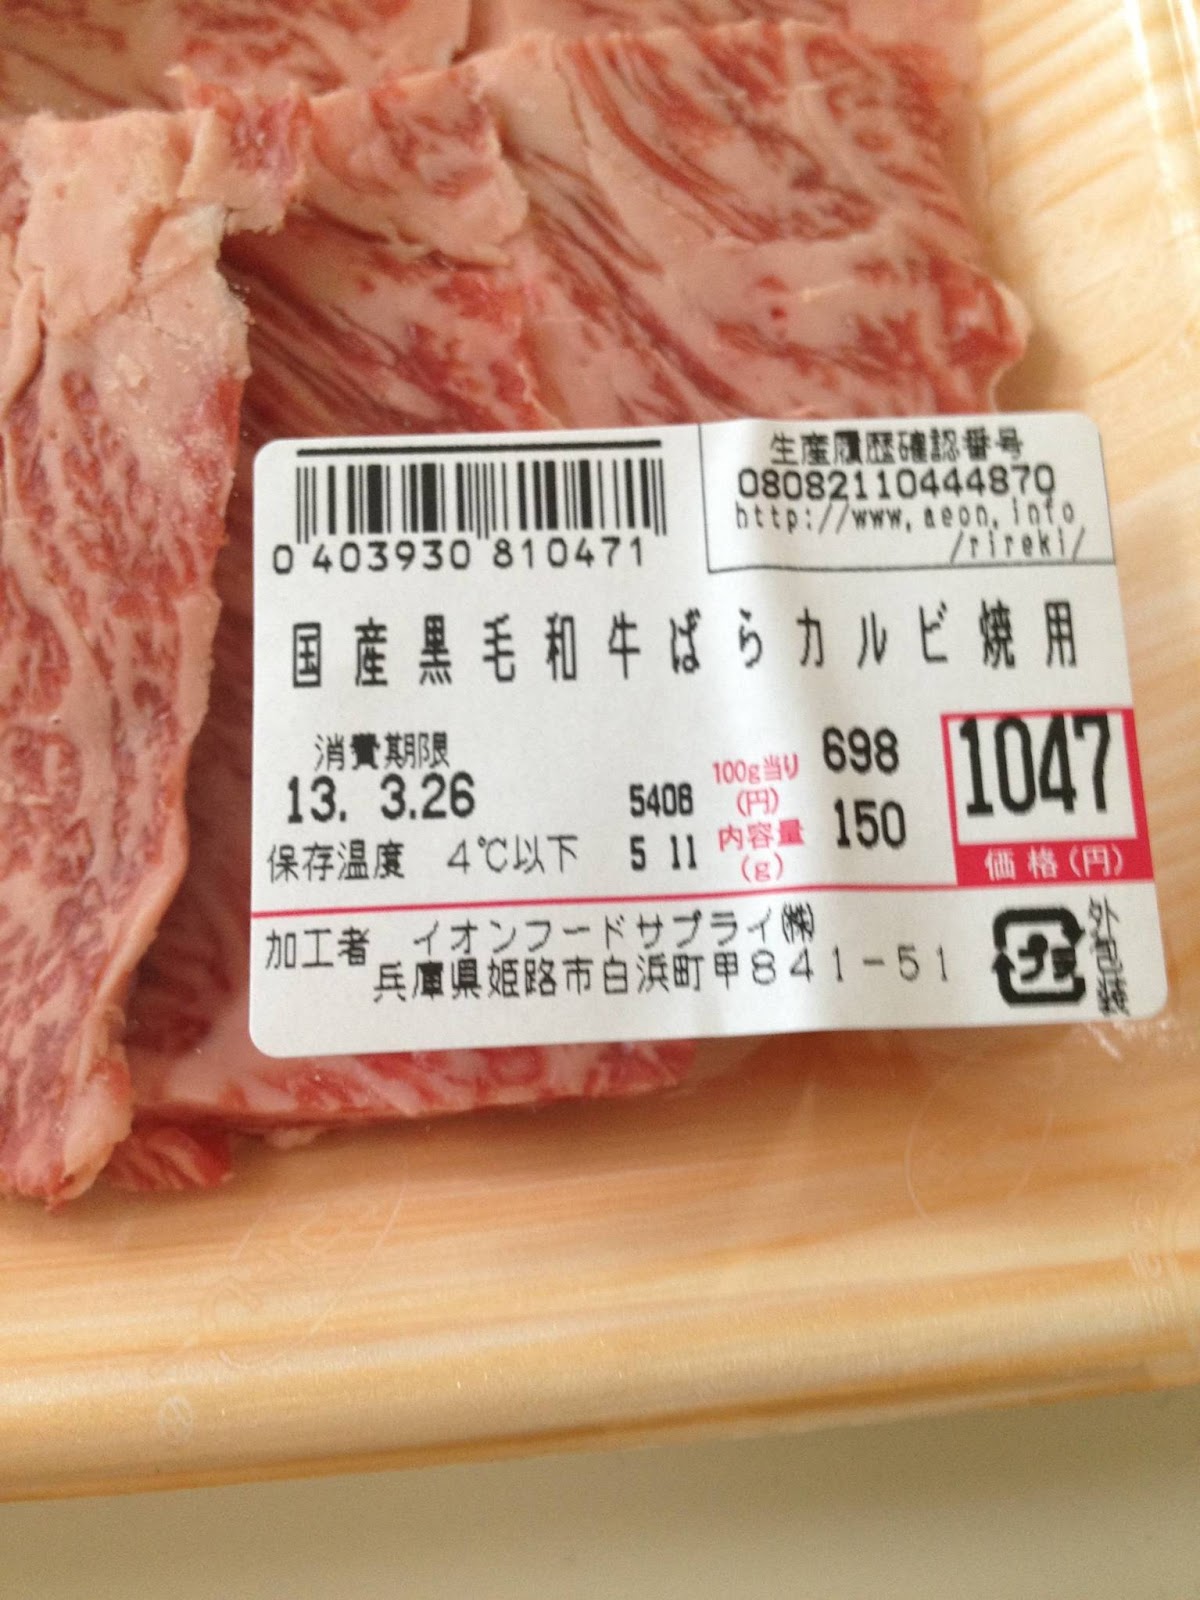 生産履歴確認番号
08082110444870
http://www.aeon.info
/rireki/
0 403930 810471
国産黒毛和牛ばらカルビ焼用
消費期限
13. 3.26
保存温度 4℃以下
5408
5 11
100g当り
(円)
698
内容量
(g)
150
1047
価格(円)
加工者 イオンフードサプライ㈱
兵庫県姫路市白浜町甲841-51
プラ
外包装